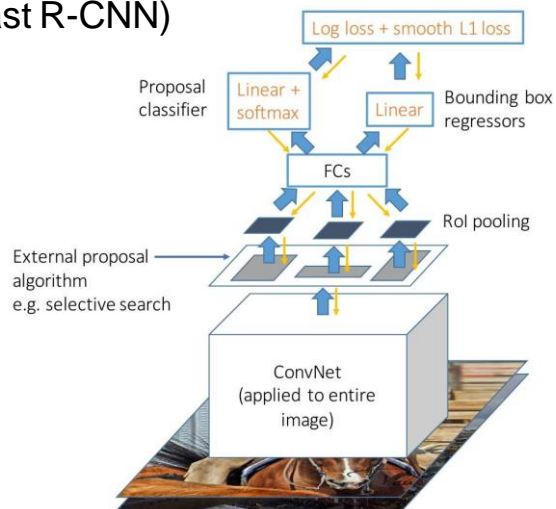 ast R-CNN)
Log loss + smooth L1 loss
Proposal
classifier
Linear +
softmax
Linear
Bounding box
regressors
FCs
RoI pooling
External proposal
algorithm
e.g. selective search
ConvNet
(applied to entire
image)